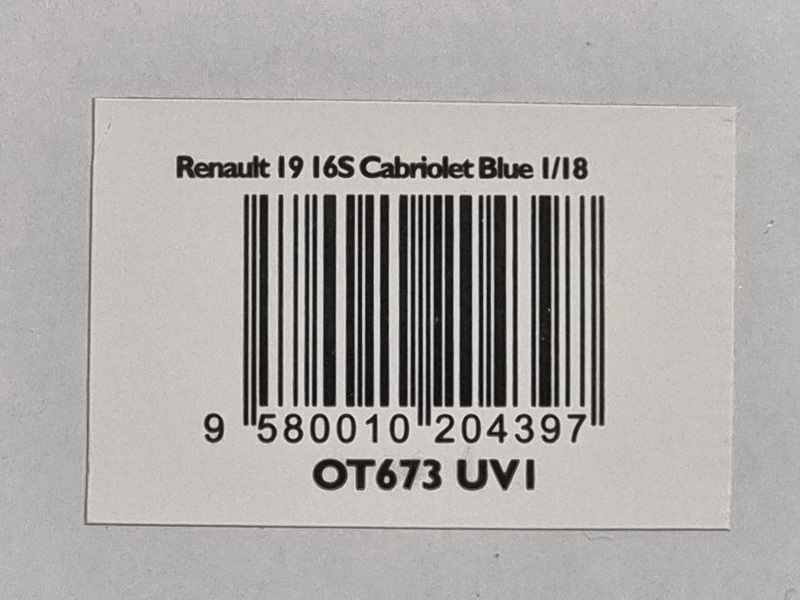 Renault 19 16S Cabriolet Blue 1/18
9 580010 204397
OT673 UV1